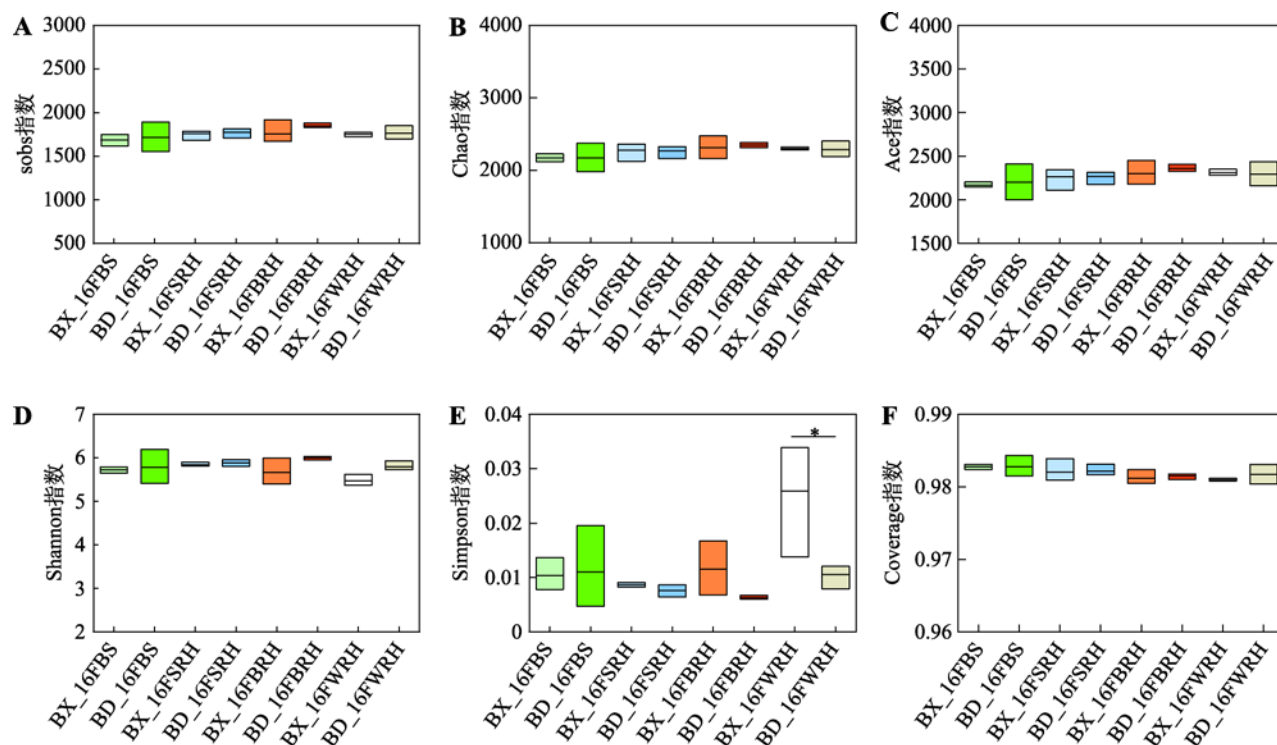 A
sobs指数
3000
2500
2000
1500
1000
500
BX_16FBS
BD_16FBS
BX_16FSRH
BD_16FSRH
BX_16FBRH
BD_16FBRH
BX_16FWRH
BD_16FWRH
B
Chao指数
4000
3000
2000
1000
BX_16FBS
BD_16FBS
BX_16FSRH
BD_16FSRH
BX_16FBRH
BD_16FBRH
BX_16FWRH
BD_16FWRH
C
Ace指数
4000
3500
3000
2500
2000
1500
BX_16FBS
BD_16FBS
BX_16FSRH
BD_16FSRH
BX_16FBRH
BD_16FBRH
BX_16FWRH
BD_16FWRH
D
Shannon指数
7
6
5
4
3
2
BX_16FBS
BD_16FBS
BX_16FSRH
BD_16FSRH
BX_16FBRH
BD_16FBRH
BX_16FWRH
BD_16FWRH
E
Simpson指数
0.04
0.03
0.02
0.01
0
*
BX_16FBS
BD_16FBS
BX_16FSRH
BD_16FSRH
BX_16FBRH
BD_16FBRH
BX_16FWRH
BD_16FWRH
F
Coverage指数
0.99
0.98
0.97
0.96
BX_16FBS
BD_16FBS
BX_16FSRH
BD_16FSRH
BX_16FBRH
BD_16FBRH
BX_16FWRH
BD_16FWRH